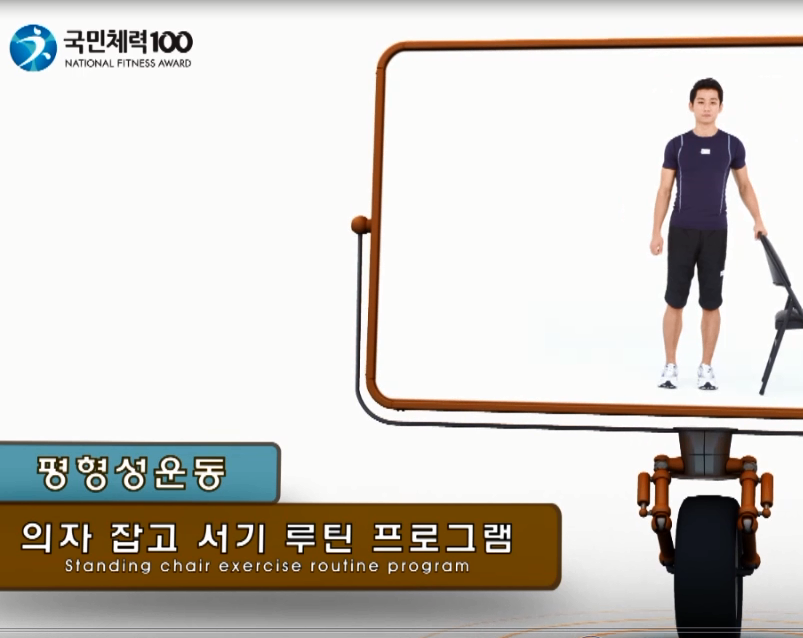 국민체력100
NATIONAL FITNESS AWARD
평형성운동
의자 잡고 서기 루틴 프로그램
Standing chair exercise routine program